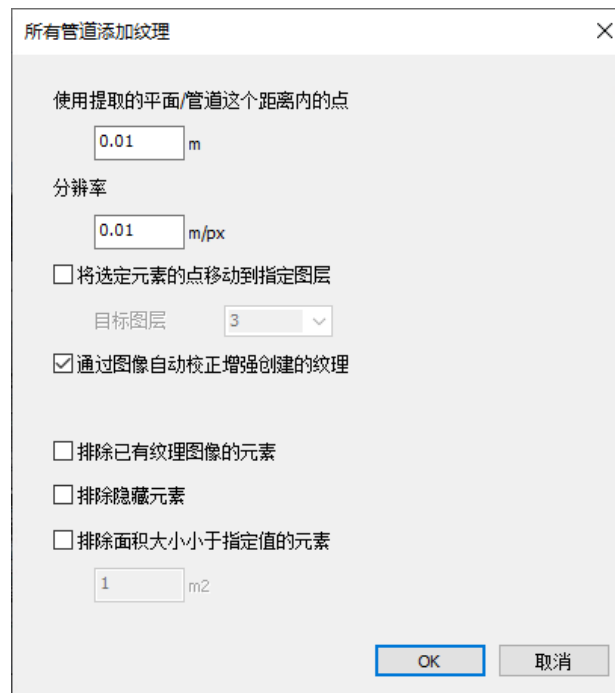 所有管道添加纹理
使用提取的平面/管道这个距离内的点
0.01 m
分辨率
0.01 m/px
将选定元素的点移动到指定图层
目标图层 3
通过图像自动校正增强创建的纹理
排除已有纹理图像的元素
排除隐藏元素
排除面积大小小于指定值的元素
1 m2
OK 取消